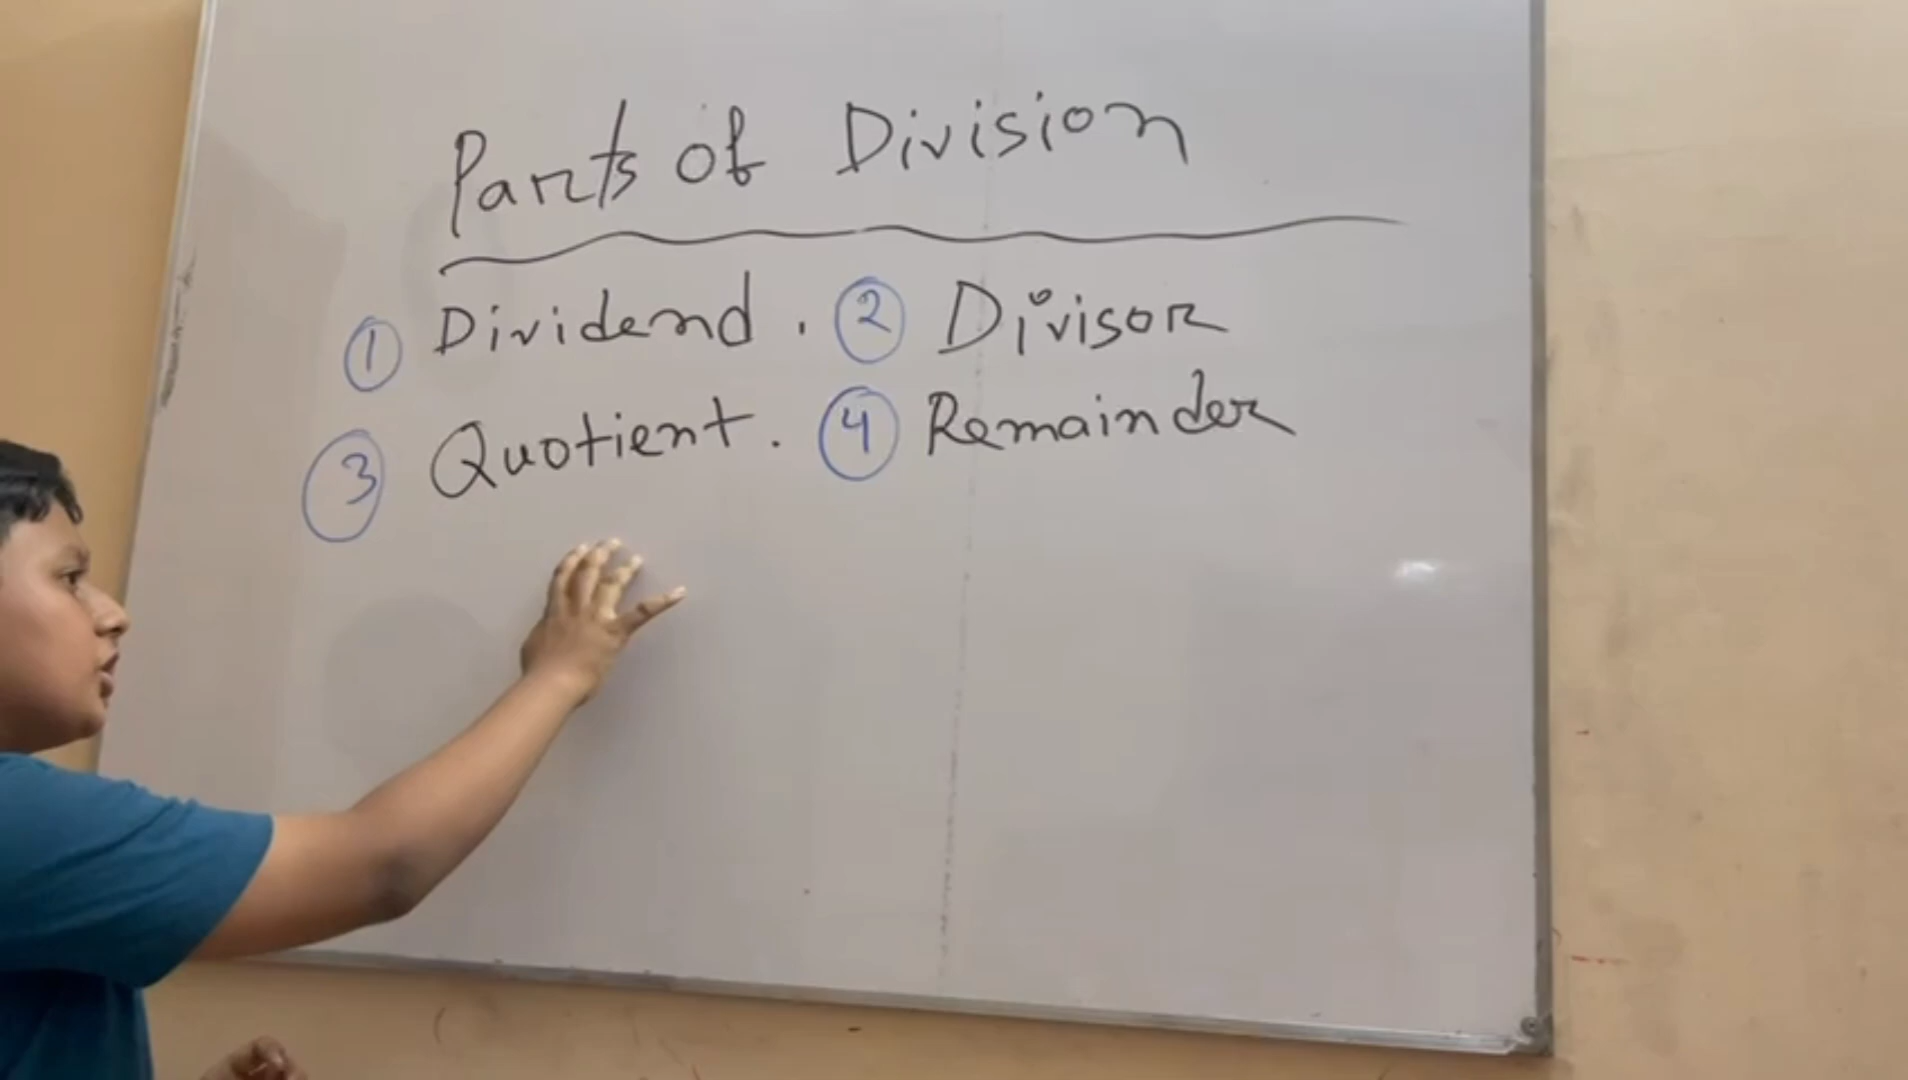 Parts of Division
① Dividend. ② Divisor
③ Quotient. ④ Remainder